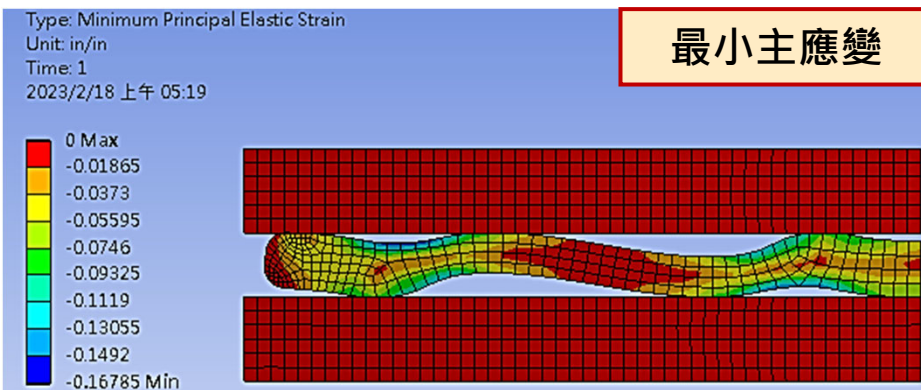 Type: Minimum Principal Elastic Strain
Unit: in/in
Time: 1
2023/2/18 上午 05:19
最小主應變
0 Max
-0.01865
-0.0373
-0.05595
-0.0746
-0.09325
-0.1119
-0.13055
-0.1492
-0.16785 Min